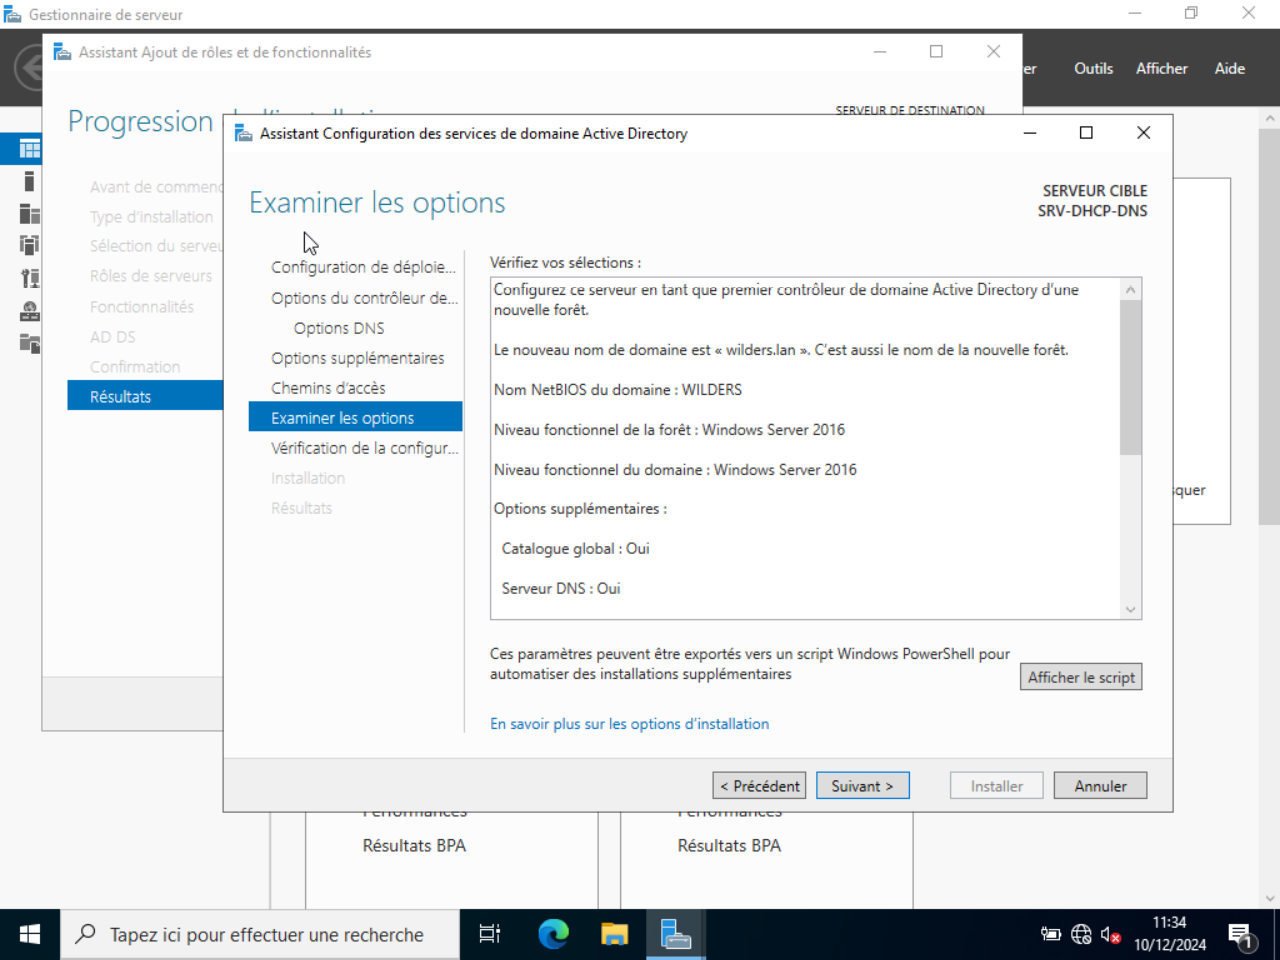 Gestionnaire de serveur
Assistant Ajout de rôles et de fonctionnalités
Outils
Afficher
Aide
Progression
SERVEUR DE DESTINATION
Avant de commenc
Type d'installation
Sélection du serveu
Rôles de serveurs
Fonctionnalités
AD DS
Confirmation
Résultats
Assistant Configuration des services de domaine Active Directory
Examiner les options
SERVEUR CIBLE
SRV-DHCP-DNS
Configuration de déploie...
Options du contrôleur de...
Options DNS
Options supplémentaires
Chemins d'accès
Examiner les options
Vérification de la configur...
Installation
Résultats
Vérifiez vos sélections :
Configurez ce serveur en tant que premier contrôleur de domaine Active Directory d'une
nouvelle forêt.
Le nouveau nom de domaine est « wilders.lan ». C'est aussi le nom de la nouvelle forêt.
Nom NetBIOS du domaine : WILDERS
Niveau fonctionnel de la forêt : Windows Server 2016
Niveau fonctionnel du domaine : Windows Server 2016
Options supplémentaires :
Catalogue global : Oui
Serveur DNS : Oui
Ces paramètres peuvent être exportés vers un script Windows PowerShell pour
automatiser des installations supplémentaires
Afficher le script
En savoir plus sur les options d'installation
< Précédent
Suivant >
Installer
Annuler
squer
Performances
Performances
Résultats BPA
Résultats BPA
Tapez ici pour effectuer une recherche
11:34
10/12/2024
1